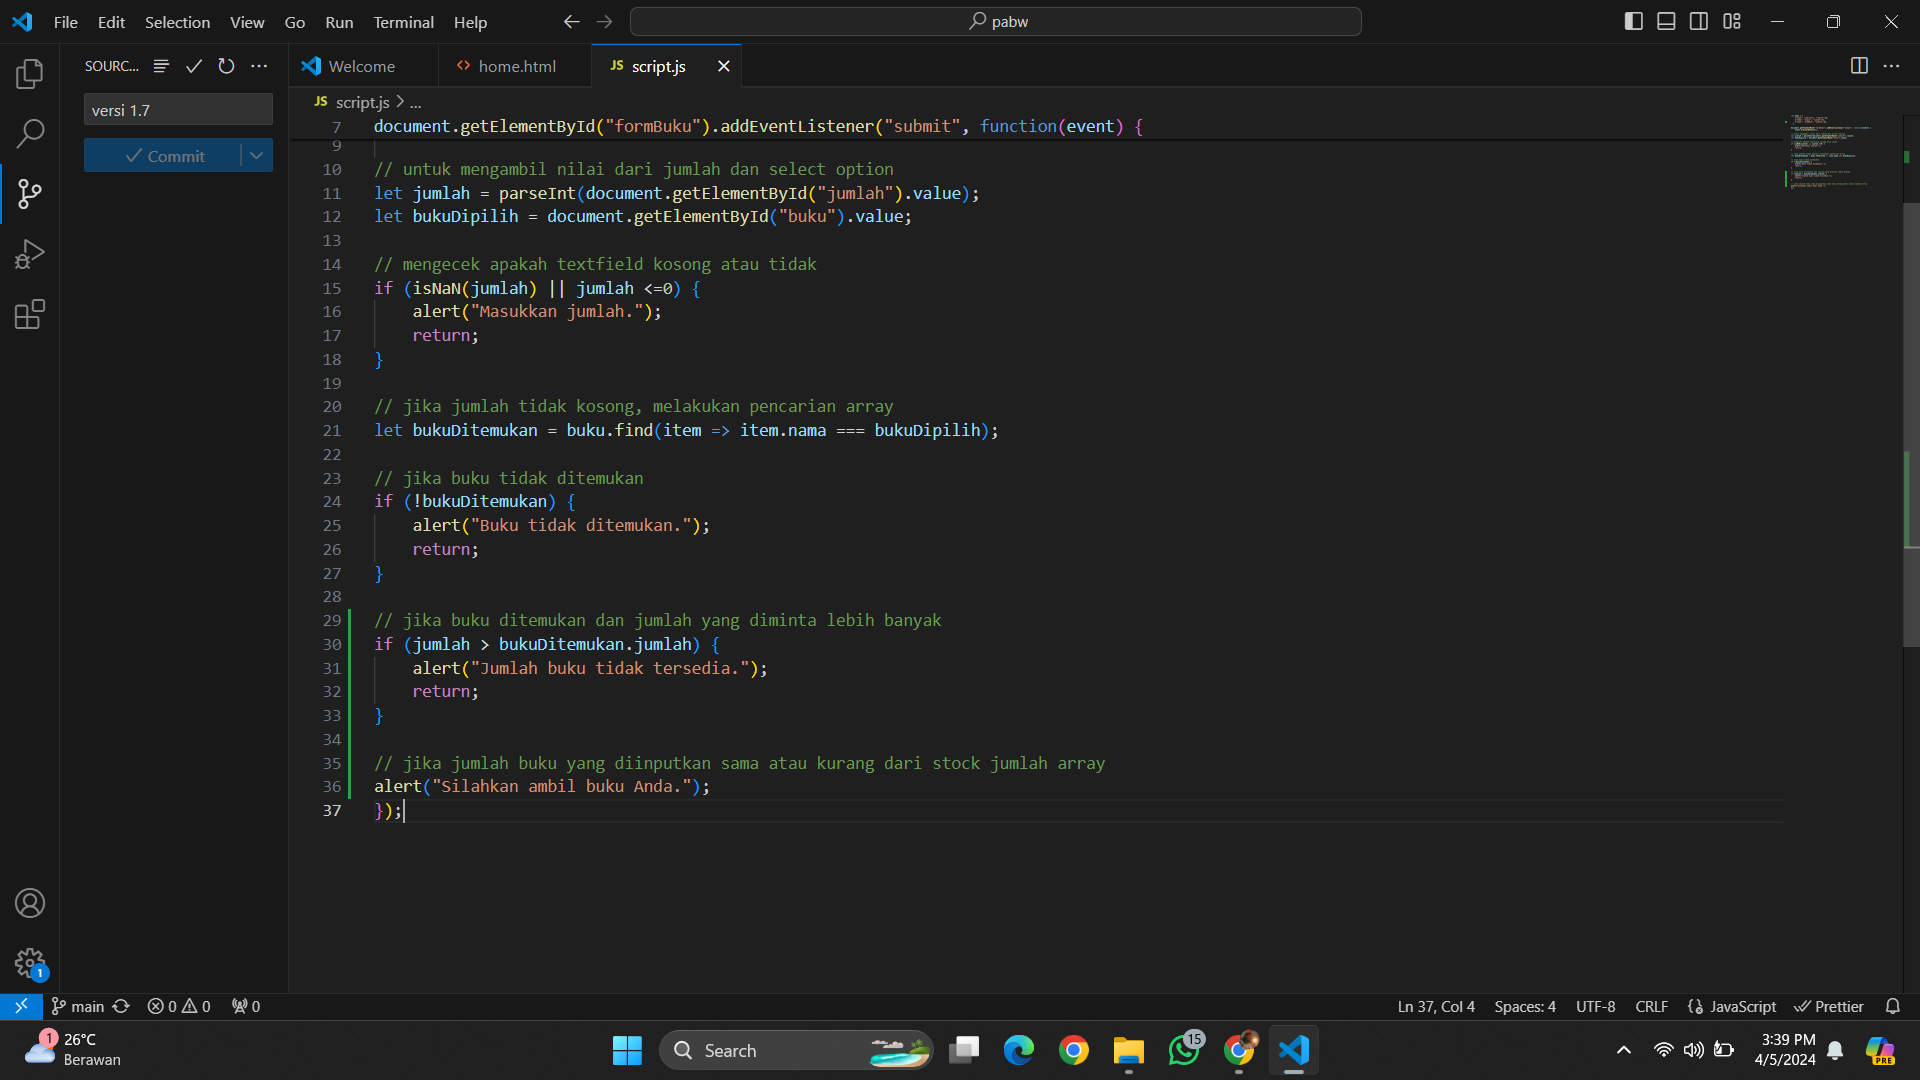 File Edit Selection View Go Run Terminal Help
pabw
SOURC...
versi 1.7
Commit
Welcome
home.html
JS script.js
JS script.js > ...
7 document.getElementById("formBuku").addEventListener("submit", function(event) {
9
10 // untuk mengambil nilai dari jumlah dan select option
11 let jumlah = parseInt(document.getElementById("jumlah").value);
12 let bukuDipilih = document.getElementById("buku").value;
13
14 // mengecek apakah textfield kosong atau tidak
15 if (isNaN(jumlah) || jumlah <=0) {
16 alert("Masukkan jumlah.");
17 return;
18 }
19
20 // jika jumlah tidak kosong, melakukan pencarian array
21 let bukuDitemukan = buku.find(item => item.nama === bukuDipilih);
22
23 // jika buku tidak ditemukan
24 if (!bukuDitemukan) {
25 alert("Buku tidak ditemukan.");
26 return;
27 }
28
29 // jika buku ditemukan dan jumlah yang diminta lebih banyak
30 if (jumlah > bukuDitemukan.jumlah) {
31 alert("Jumlah buku tidak tersedia.");
32 return;
33 }
34
35 // jika jumlah buku yang diinputkan sama atau kurang dari stock jumlah array
36 alert("Silahkan ambil buku Anda.");
37 });
1
main 0 0 0
Ln 37, Col 4 Spaces: 4 UTF-8 CRLF JavaScript Prettier
1
26°C
Berawan
Search
15
3:39 PM
4/5/2024
PRE